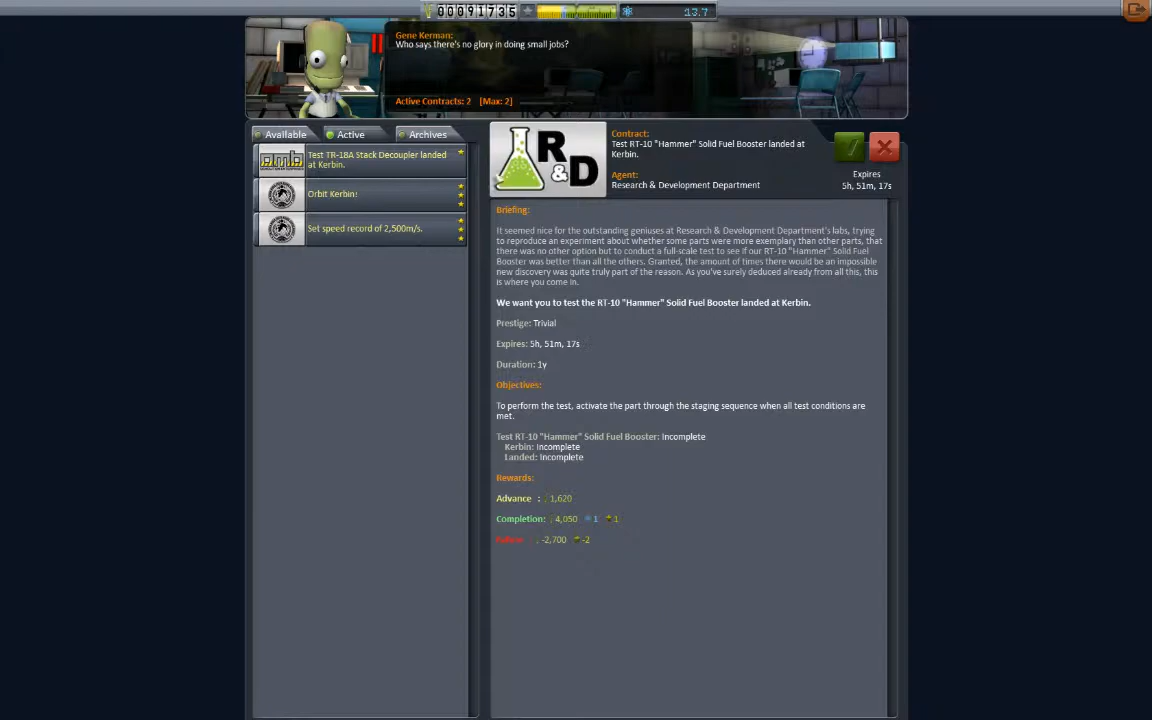 00091735
13.7
Gene Kerman:
Who says there's no glory in doing small jobs?
Active Contracts: 2 [Max: 2]
Available
Active
Archives
Test TR-18A Stack Decoupler landed
at Kerbin.
Orbit Kerbin!
Set speed record of 2,500m/s.
R
&D
Contract:
Test RT-10 "Hammer" Solid Fuel Booster landed at
Kerbin.
Agent:
Research & Development Department
Expires
5h, 51m, 17s
Briefing:
It seemed nice for the outstanding geniuses at Research & Development Department's labs, trying
to reproduce an experiment about whether some parts were more exemplary than other parts, that
there was no other option but to conduct a full-scale test to see if our RT-10 "Hammer" Solid Fuel
Booster was better than all the others. Granted, the amount of times there would be an impossible
new discovery was quite truly part of the reason. As you've surely deduced already from all this, this
is where you come in.
We want you to test the RT-10 "Hammer" Solid Fuel Booster landed at Kerbin.
Prestige: Trivial
Expires: 5h, 51m, 17s
Duration: 1y
Objectives:
To perform the test, activate the part through the staging sequence when all test conditions are
met.
Test RT-10 "Hammer" Solid Fuel Booster: Incomplete
Kerbin: Incomplete
Landed: Incomplete
Rewards:
Advance : 1,620
Completion: 4,050 1 1
Failure: -2,700 -2